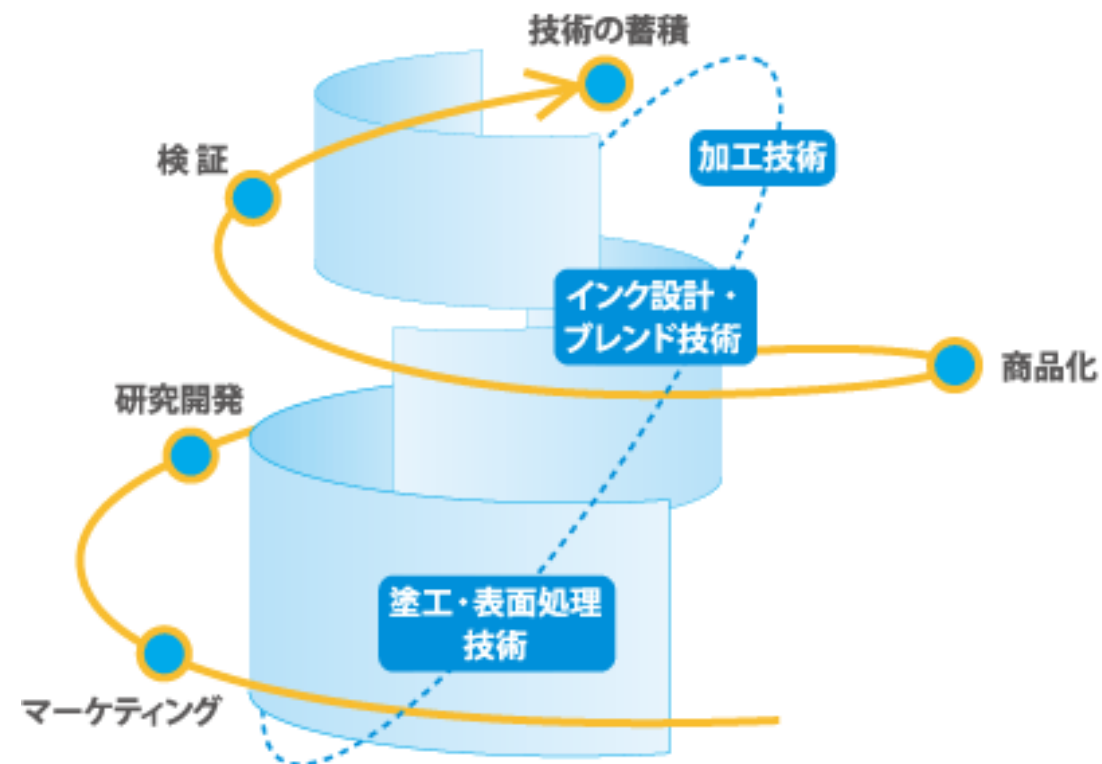 技術の蓄積
検証
加工技術
インク設計・
ブレンド技術
商品化
研究開発
塗工・表面処理
技術
マーケティング